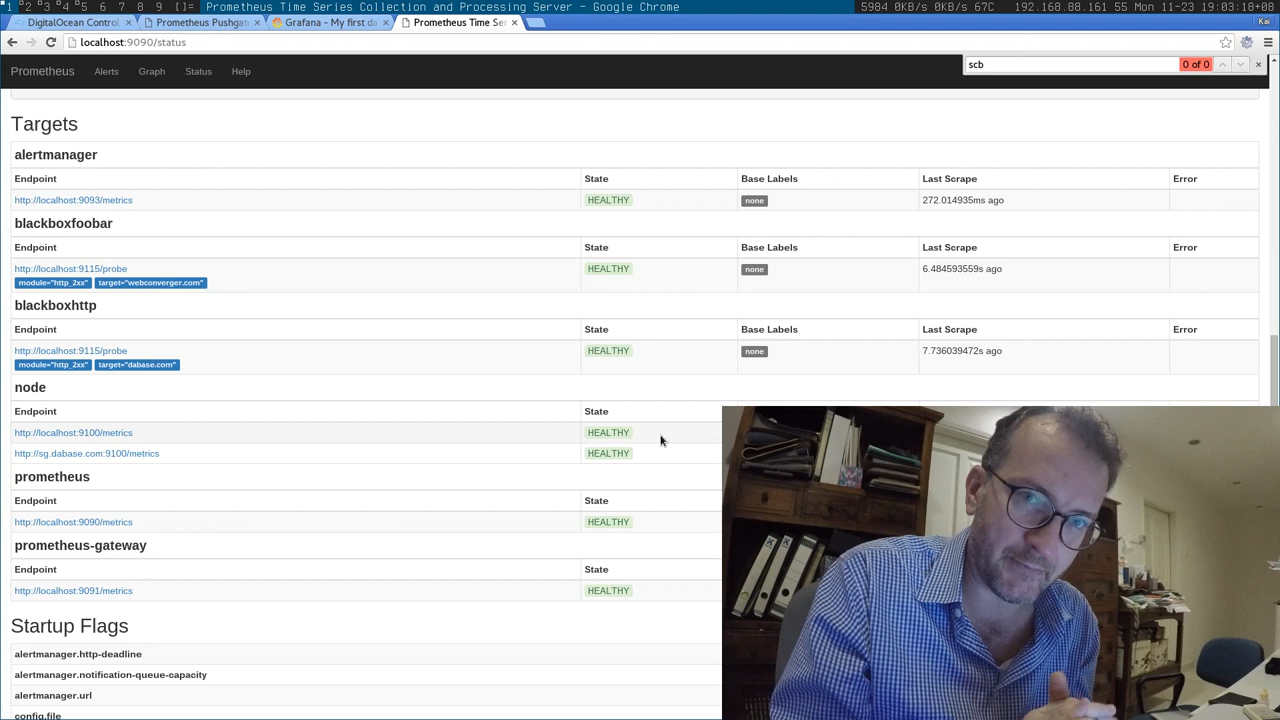 1 2 3 4 5 6 7 8 9 []= Prometheus Time Series Collection and Processing Server - Google Chrome 5984 0KB/s 0KB/s 67C 192.168.88.161 55 Mon 11-23 19:03:18+08
DigitalOcean Control Prometheus Pushgat Grafana - My first da Prometheus Time Se Kai
localhost:9090/status
Prometheus Alerts Graph Status Help scb 0 of 0
Targets
alertmanager
Endpoint State Base Labels Last Scrape Error
http://localhost:9093/metrics HEALTHY none 272.014935ms ago
blackboxfoobar
Endpoint State Base Labels Last Scrape Error
http://localhost:9115/probe HEALTHY none 6.484593559s ago
module="http_2xx" target="webconverger.com"
blackboxhttp
Endpoint State Base Labels Last Scrape Error
http://localhost:9115/probe HEALTHY none 7.736039472s ago
module="http_2xx" target="dabase.com"
node
Endpoint State
http://localhost:9100/metrics HEALTHY
http://sg.dabase.com:9100/metrics HEALTHY
prometheus
Endpoint State
http://localhost:9090/metrics HEALTHY
prometheus-gateway
Endpoint State
http://localhost:9091/metrics HEALTHY
Startup Flags
alertmanager.http-deadline
alertmanager.notification-queue-capacity
alertmanager.url
config.file